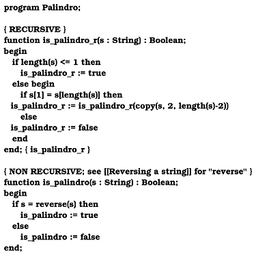 program Palindro;
{ RECURSIVE }
function is_palindro_r(s : String) : Boolean;
begin
if length(s) <= 1 then
is_palindro_r := true
else begin
if s[1] = s[length(s)] then
is_palindro_r := is_palindro_r(copy(s, 2, length(s)-2))
else
is_palindro_r := false
end
end; { is_palindro_r }
{ NON RECURSIVE; see [[Reversing a string]] for "reverse" }
function is_palindro(s : String) : Boolean;
begin
if s = reverse(s) then
is_palindro := true
else
is_palindro := false
end;